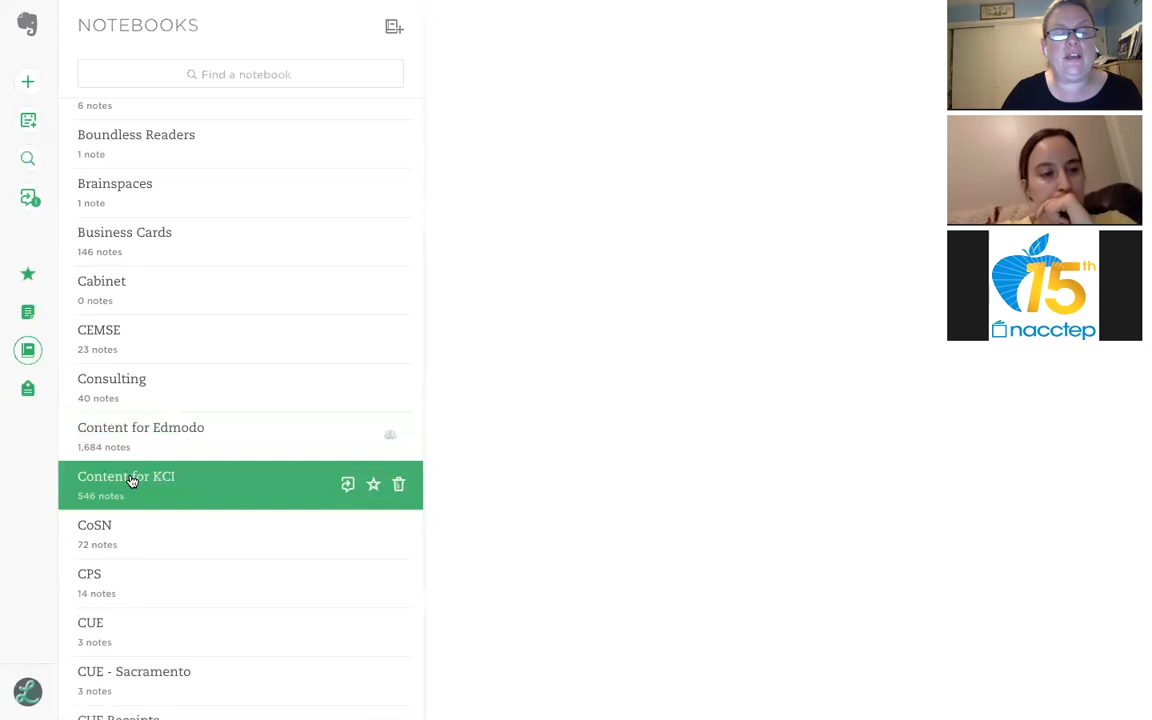 NOTEBOOKS
Find a notebook
6 notes
Boundless Readers
1 note
Brainspaces
1 note
Business Cards
146 notes
Cabinet
0 notes
CEMSE
23 notes
Consulting
40 notes
Content for Edmodo
1,684 notes
Content for KCI
546 notes
CoSN
72 notes
CPS
14 notes
CUE
3 notes
CUE - Sacramento
3 notes
CUE Receipts
15th
nacctep